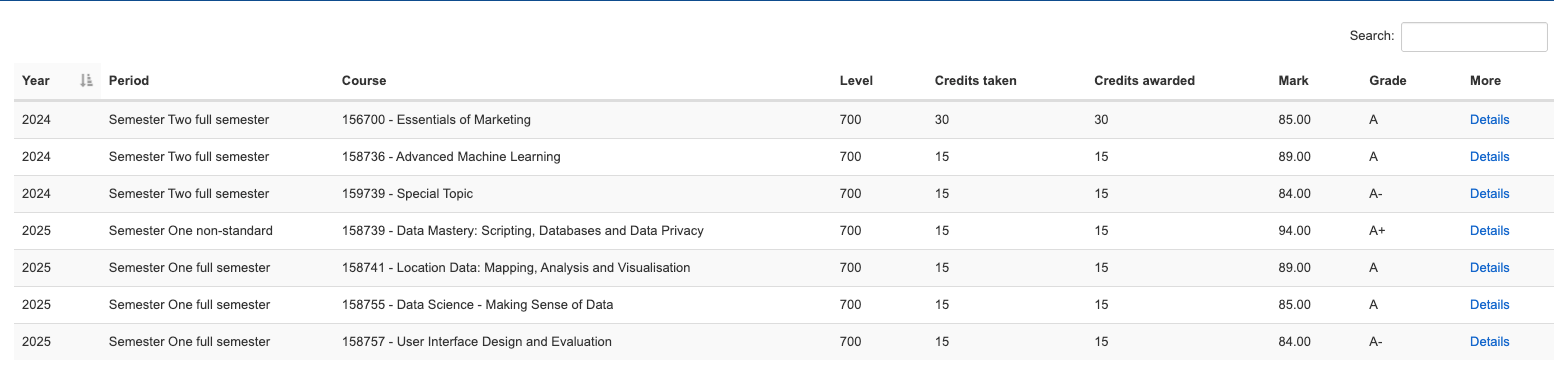 Search:
Year Period Course Level Credits taken Credits awarded Mark Grade More
2024 Semester Two full semester 156700 - Essentials of Marketing 700 30 30 85.00 A Details
2024 Semester Two full semester 158736 - Advanced Machine Learning 700 15 15 89.00 A Details
2024 Semester Two full semester 159739 - Special Topic 700 15 15 84.00 A- Details
2025 Semester One non-standard 158739 - Data Mastery: Scripting, Databases and Data Privacy 700 15 15 94.00 A+ Details
2025 Semester One full semester 158741 - Location Data: Mapping, Analysis and Visualisation 700 15 15 89.00 A Details
2025 Semester One full semester 158755 - Data Science - Making Sense of Data 700 15 15 85.00 A Details
2025 Semester One full semester 158757 - User Interface Design and Evaluation 700 15 15 84.00 A- Details